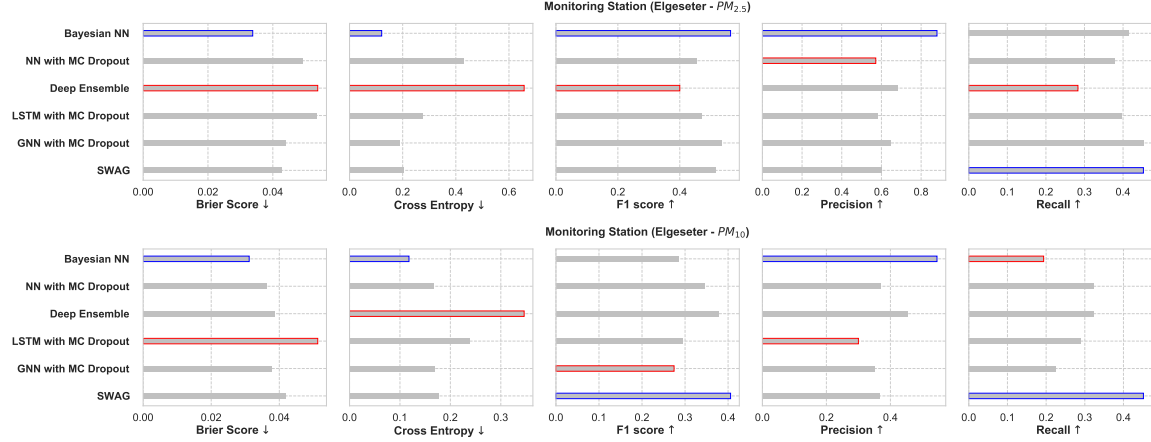 Monitoring Station (Elgeseter - PM2.5)
Bayesian NN
NN with MC Dropout
Deep Ensemble
LSTM with MC Dropout
GNN with MC Dropout
SWAG
0.00 0.02 0.04
Brier Score ↓
0.0 0.2 0.4 0.6
Cross Entropy ↓
0.0 0.2 0.4
F1 score ↑
0.0 0.2 0.4 0.6 0.8
Precision ↑
0.0 0.1 0.2 0.3 0.4
Recall ↑
Monitoring Station (Elgeseter - PM10)
Bayesian NN
NN with MC Dropout
Deep Ensemble
LSTM with MC Dropout
GNN with MC Dropout
SWAG
0.00 0.02 0.04
Brier Score ↓
0.0 0.1 0.2 0.3
Cross Entropy ↓
0.0 0.1 0.2 0.3 0.4
F1 score ↑
0.0 0.2 0.4
Precision ↑
0.0 0.1 0.2 0.3 0.4
Recall ↑